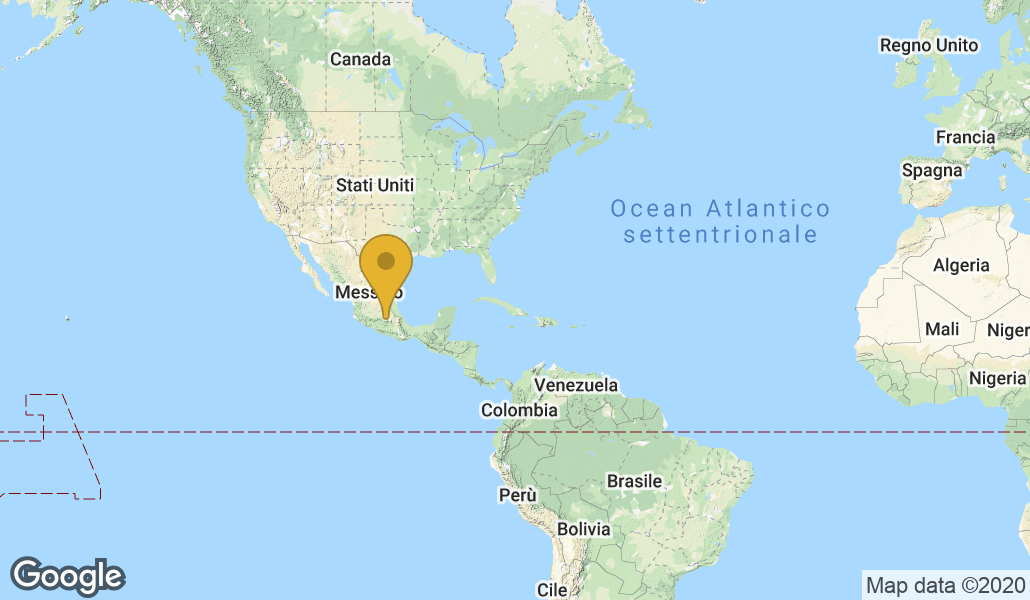 Regno Unito
Canada
Francia
Spagna
Stati Uniti
Ocean Atlantico
settentrionale
Algeria
Mali
Niger
Nigeria
Venezuela
Colombia
Brasile
Perù
Bolivia
Cile
Google
Map data ©2020